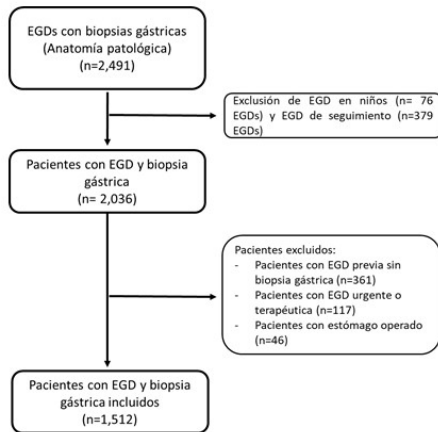 EGDs con biopsias gástricas
(Anatomía patológica)
(n=2,491)
Exclusión de EGD en niños (n= 76
EGDs) y EGD de seguimiento (n=379
EGDs)
Pacientes con EGD y biopsia
gástrica
(n= 2,036)
Pacientes excluidos:
- Pacientes con EGD previa sin
biopsia gástrica (n=361)
- Pacientes con EGD urgente o
terapéutica (n=117)
- Pacientes con estómago operado
(n=46)
Pacientes con EGD y biopsia
gástrica incluidos
(n=1,512)